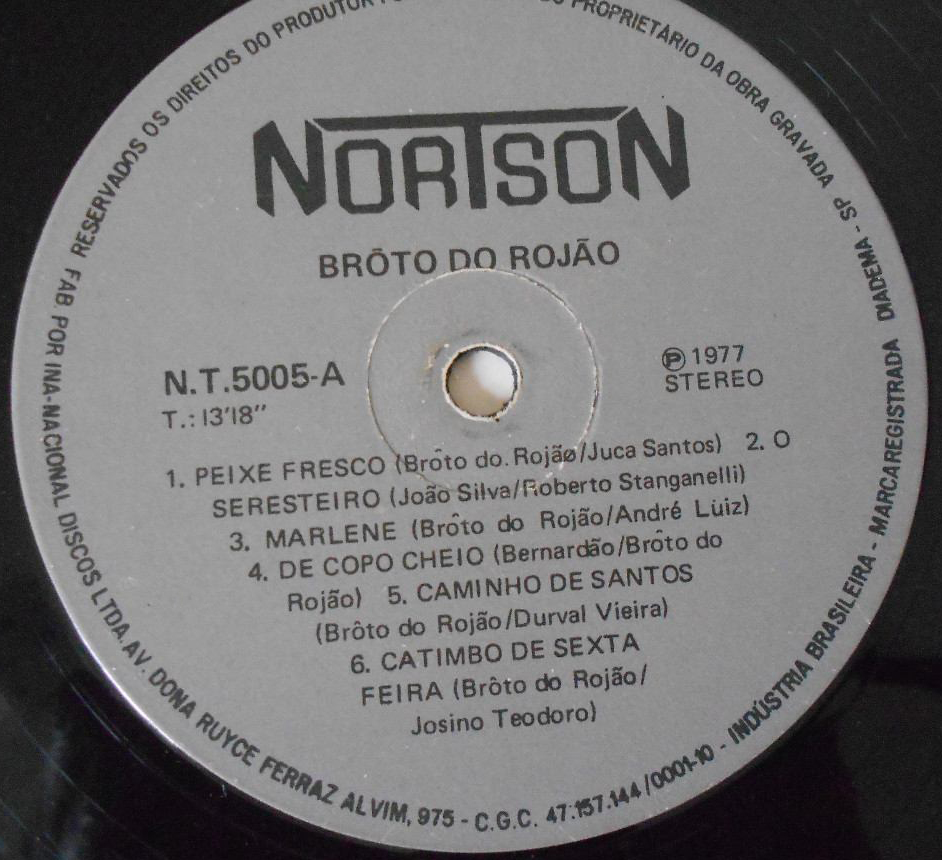 RESERVADOS OS DIREITOS DO PRODUTOR PROPRIETÁRIO DA OBRA GRAVADA
NORTSON
BRÔTO DO ROJÃO
N.T.5005-A
T.: 13'18"
Ⓟ 1977
STEREO
1. PEIXE FRESCO (Brôto do.Rojão/Juca Santos) 2. O
SERESTEIRO (João Silva/Roberto Stanganelli)
3. MARLENE (Brôto do Rojão/André Luiz)
4. DE COPO CHEIO (Bernardão/Brôto do
Rojão) 5. CAMINHO DE SANTOS
(Brôto do Rojão/Durval Vieira)
6. CATIMBO DE SEXTA
FEIRA (Brôto do Rojão/
Josino Teodoro)
FAB POR INA-NACIONAL DISCOS LTDA. AV. DONA RUYCE FERRAZ ALVIM, 975 - C.G.C. 47:157.144/0001-10 - INDÚSTRIA BRASILEIRA - MARCA REGISTRADA DIADEMA - SP